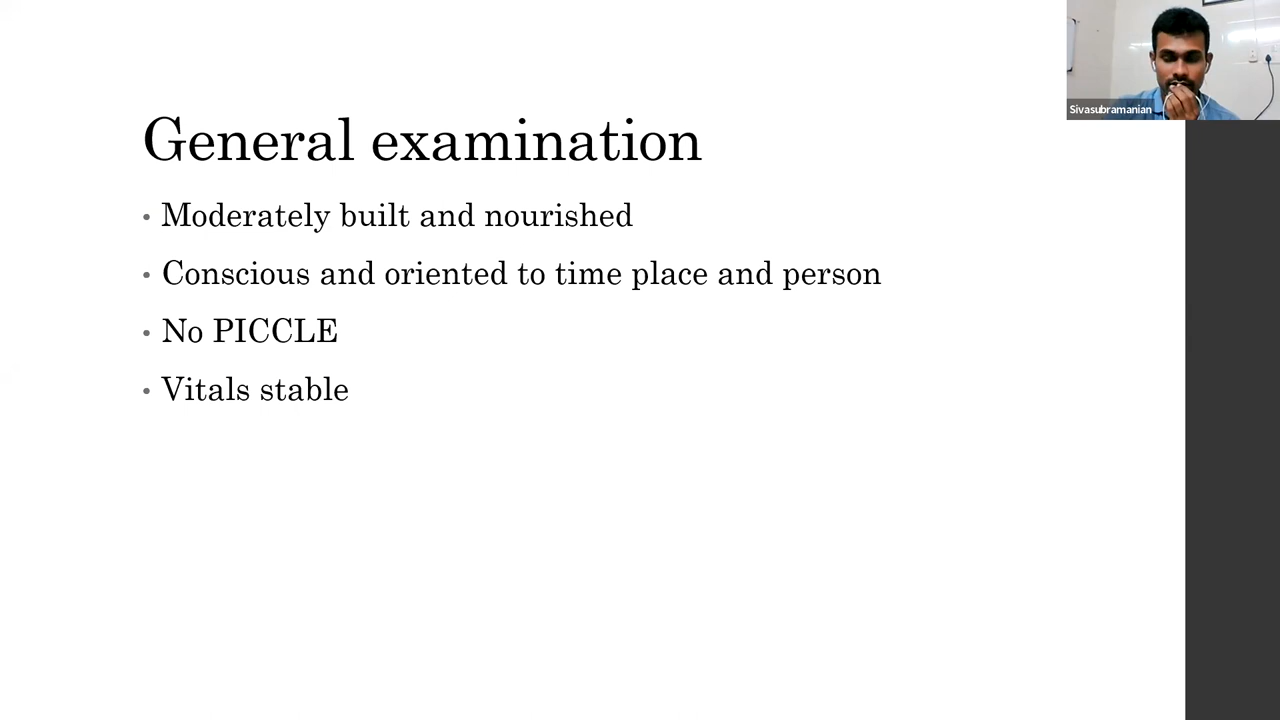 Sivasubramanian
General examination
• Moderately built and nourished
• Conscious and oriented to time place and person
• No PICCLE
• Vitals stable